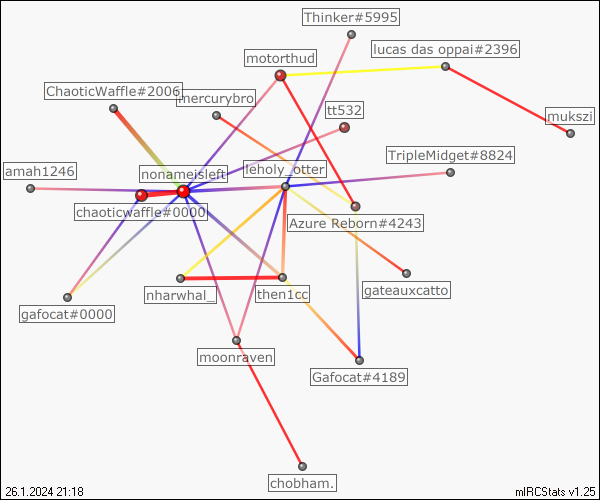 Thinker#5995
motorthud
lucas das oppai#2396
ChaoticWaffle#2006
mercurybro
tt532
mukszi
TripleMidget#8824
amah1246
nonameisleft
leholy_otter
chaoticwaffle#0000
Azure Reborn#4243
gafocat#0000
nharwhal_
then1cc
gateauxcatto
moonraven
Gafocat#4189
chobham.
26.1.2024 21:18
mIRCStats v1.25